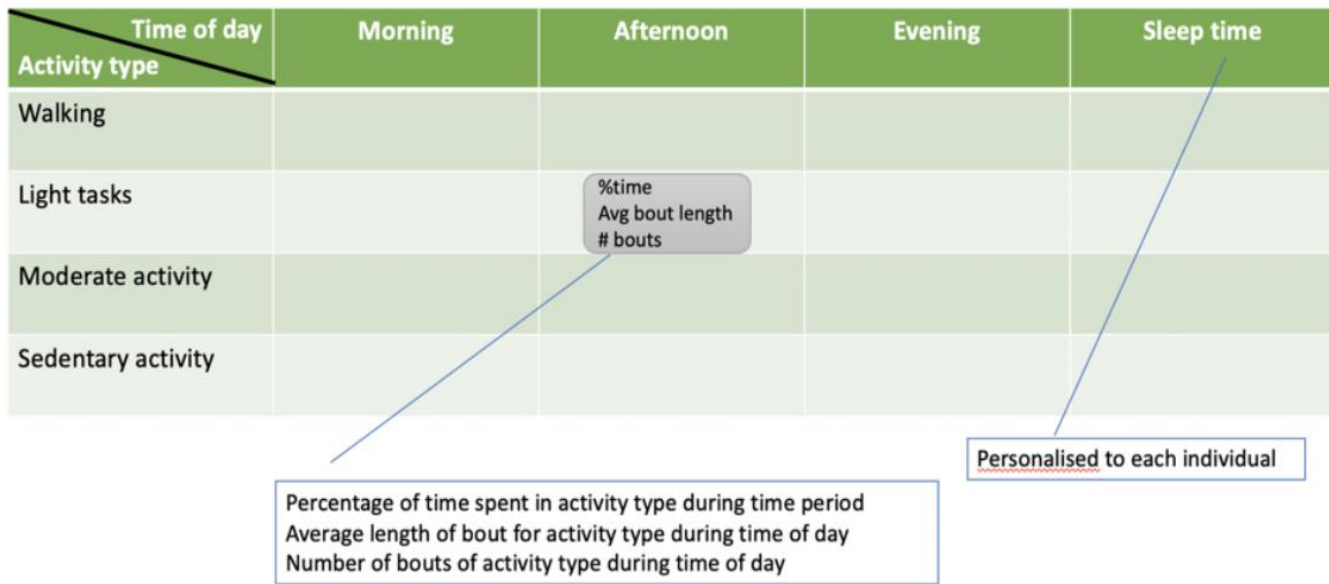 Time of day
Activity type
Morning
Afternoon
Evening
Sleep time
Walking
Light tasks
%time
Avg bout length
# bouts
Moderate activity
Sedentary activity
Personalised to each individual
Percentage of time spent in activity type during time period
Average length of bout for activity type during time of day
Number of bouts of activity type during time of day